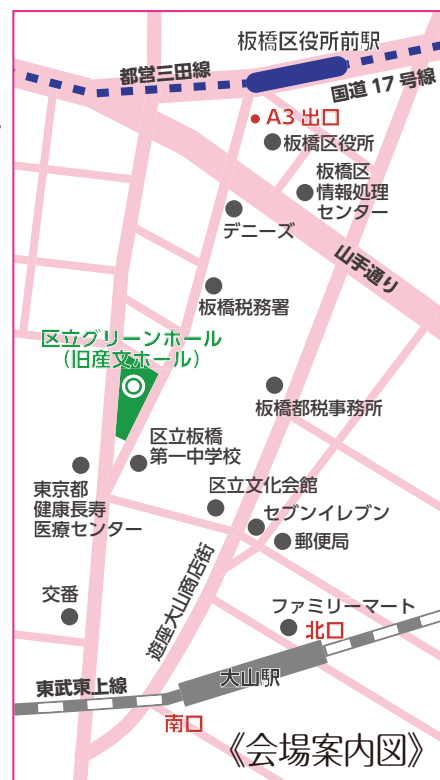 板橋区役所前駅
都営三田線
国道17号線
A3 出口
板橋区役所
板橋区
情報処理
センター
デニーズ
山手通り
板橋税務署
区立グリーンホール
（旧産文ホール）
板橋都税事務所
区立板橋
第一中学校
東京都
健康長寿
医療センター
区立文化会館
セブンイレブン
郵便局
遊座大山商店街
交番
ファミリーマート
北口
大山駅
東武東上線
南口
《会場案内図》